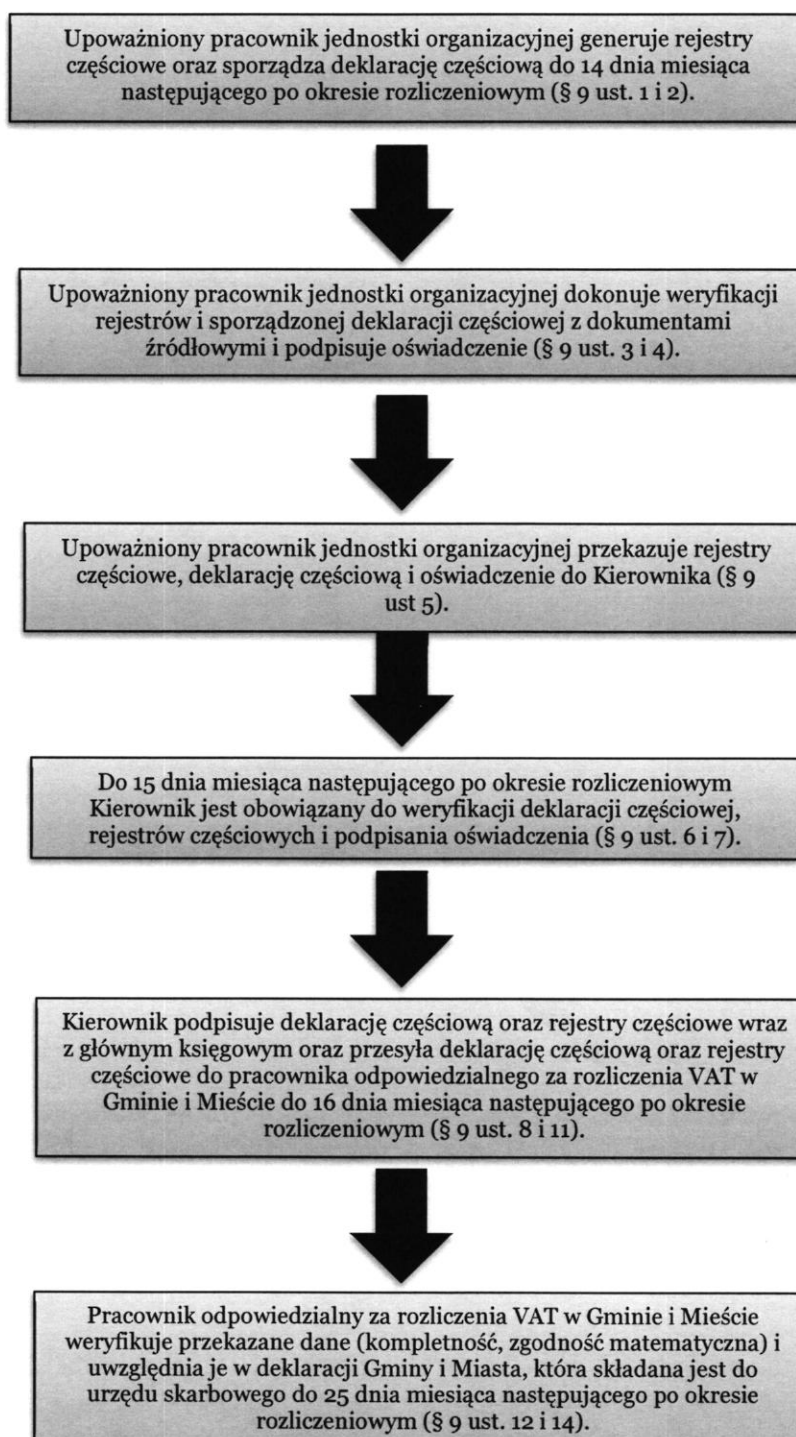 Upoważniony pracownik jednostki organizacyjnej generuje rejestry
częściowe oraz sporządza deklarację częściową do 14 dnia miesiąca
następującego po okresie rozliczeniowym (§ 9 ust. 1 i 2).
Upoważniony pracownik jednostki organizacyjnej dokonuje weryfikacji
rejestrów i sporządzonej deklaracji częściowej z dokumentami
źródłowymi i podpisuje oświadczenie (§ 9 ust. 3 i 4).
Upoważniony pracownik jednostki organizacyjnej przekazuje rejestry
częściowe, deklarację częściową i oświadczenie do Kierownika (§ 9
ust 5).
Do 15 dnia miesiąca następującego po okresie rozliczeniowym
Kierownik jest obowiązany do weryfikacji deklaracji częściowej,
rejestrów częściowych i podpisania oświadczenia (§ 9 ust. 6 i 7).
Kierownik podpisuje deklarację częściową oraz rejestry częściowe wraz
z głównym księgowym oraz przesyła deklarację częściową oraz rejestry
częściowe do pracownika odpowiedzialnego za rozliczenia VAT w
Gminie i Mieście do 16 dnia miesiąca następującego po okresie
rozliczeniowym (§ 9 ust. 8 i 11).
Pracownik odpowiedzialny za rozliczenia VAT w Gminie i Mieście
weryfikuje przekazane dane (kompletność, zgodność matematyczna) i
uwzględnia je w deklaracji Gminy i Miasta, która składana jest do
urzędu skarbowego do 25 dnia miesiąca następującego po okresie
rozliczeniowym (§ 9 ust. 12 i 14).